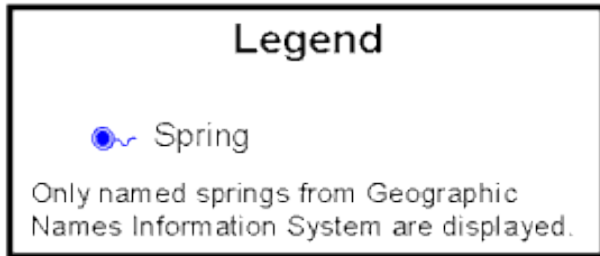 Legend
Spring
Only named springs from Geographic
Names Information System are displayed.